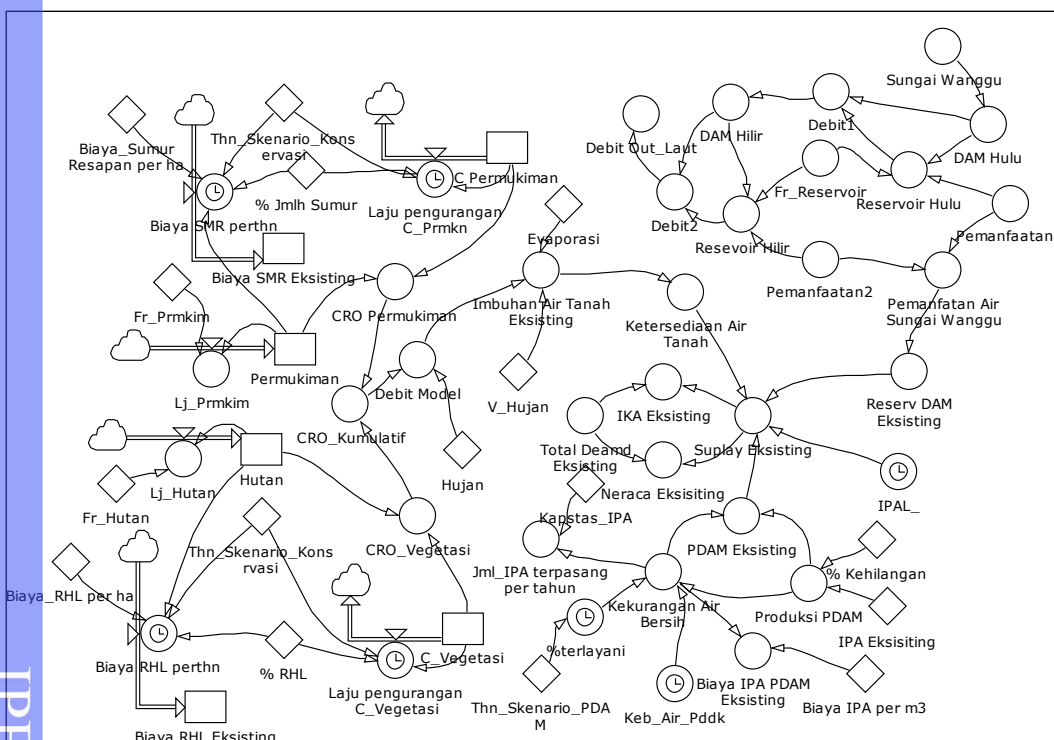 Sungai Wanggu
Biaya_Sumur
Resapan per ha
Thn_Skenario_Kons
ervasi
% Jmlh Sumur
Biaya SMR perthn
Biaya SMR Eksisting
C_Permukiman
Laju pengurangan
C_Prmkn
Debit Out_Laut
DAM Hilir
Debit1
DAM Hulu
Fr_Reservoir
Reservoir Hulu
Debit2
Resevoir Hilir
Pemanfaatan
Pemanfaatan2
Pemanfatan Air
Sungai Wanggu
Evaporasi
Imbuhan Air Tanah
Eksisting
Ketersediaan Air
Tanah
Fr_Prmkim
CRO Permukiman
Permukiman
Lj_Prmkim
Debit Model
V_Hujan
CRO_Kumulatif
Hujan
IKA Eksisting
Total Deamd
Eksisting
Suplay Eksisting
Neraca Eksisiting
Reserv DAM
Eksisting
IPAL_
Lj_Hutan
Hutan
Fr_Hutan
Thn_Skenario_Kons
rvasi
CRO_Vegetasi
Kapstas_IPA
Jml_IPA terpasang
per tahun
PDAM Eksisting
% Kehilangan
Produksi PDAM
IPA Eksisiting
Kekurangan Air
Bersih
%terlayani
Biaya_RHL per ha
Biaya RHL perthn
% RHL
C_Vegetasi
Laju pengurangan
C_Vegetasi
Thn_Skenario_PDA
M
Keb_Air_Pddk
Biaya IPA PDAM
Eksisting
Biaya IPA per m3
Biaya RHL Eksisting